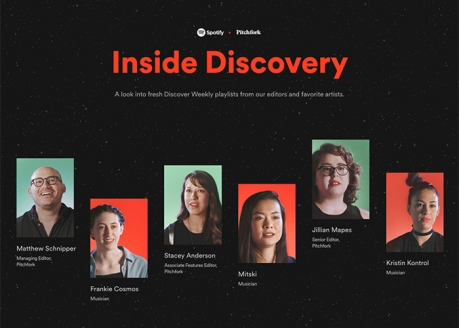 Spotify + Pitchfork
Inside Discovery
A look into fresh Discover Weekly playlists from our editors and favorite artists.
Matthew Schnipper
Managing Editor,
Pitchfork
Frankie Cosmos
Musician
Stacey Anderson
Associate Features Editor,
Pitchfork
Mitski
Musician
Jillian Mapes
Senior Editor,
Pitchfork
Kristin Kontrol
Musician